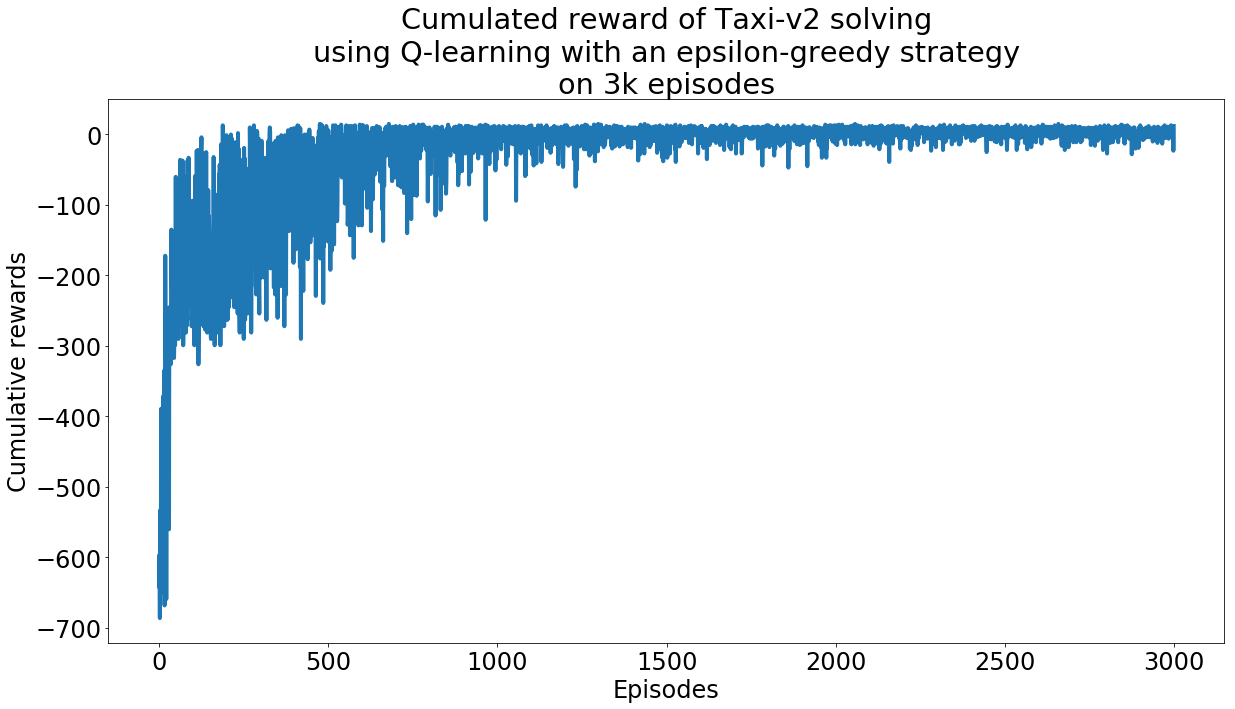 Cumulated reward of Taxi-v2 solving
using Q-learning with an epsilon-greedy strategy
on 3k episodes
0
−100
−200
−300
−400
−500
−600
−700
Cumulative rewards
0 500 1000 1500 2000 2500 3000
Episodes